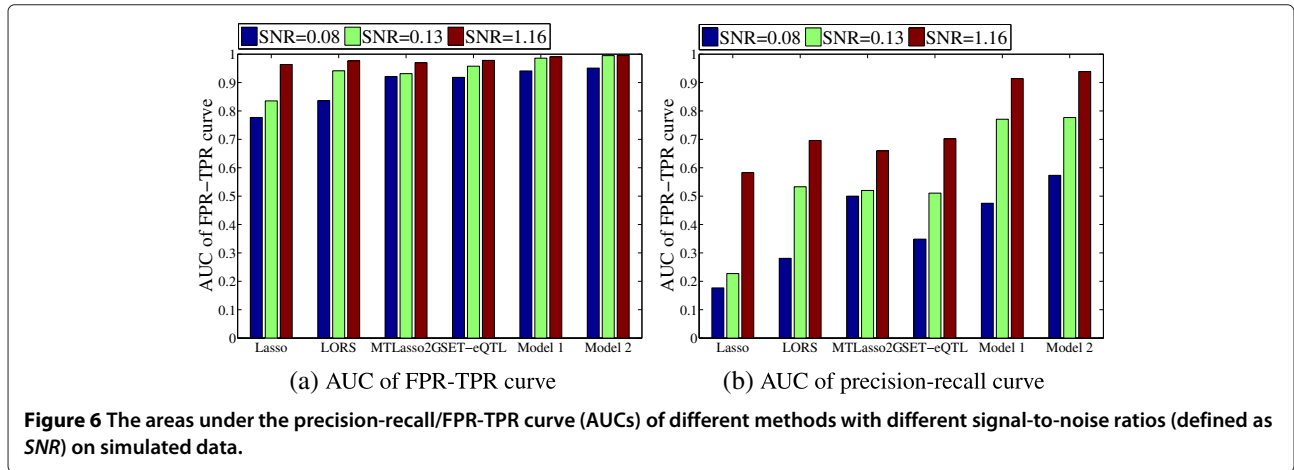 SNR=0.08 SNR=0.13 SNR=1.16
AUC of FPR−TPR curve
1
0.9
0.8
0.7
0.6
0.5
0.4
0.3
0.2
0.1
0
Lasso LORS MTLasso2G SET−eQTL Model 1 Model 2
(a) AUC of FPR-TPR curve
SNR=0.08 SNR=0.13 SNR=1.16
AUC of FPR−TPR curve
1
0.9
0.8
0.7
0.6
0.5
0.4
0.3
0.2
0.1
0
Lasso LORS MTLasso2G SET−eQTL Model 1 Model 2
(b) AUC of precision-recall curve
Figure 6 The areas under the precision-recall/FPR-TPR curve (AUCs) of different methods with different signal-to-noise ratios (defined as
SNR) on simulated data.